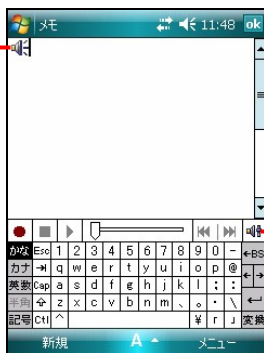 メモ 11:48 ok
かな Esc 1 2 3 4 5 6 7 8 9 0 - ←BS
カナ q w e r t y u i o p @ ← →
英数 Cap a s d f g h j k l ; :
半角 z x c v b n m 、 。 ・ \
記号 Ctl ^ ¥ 「 」 変換
新規 A メニュー